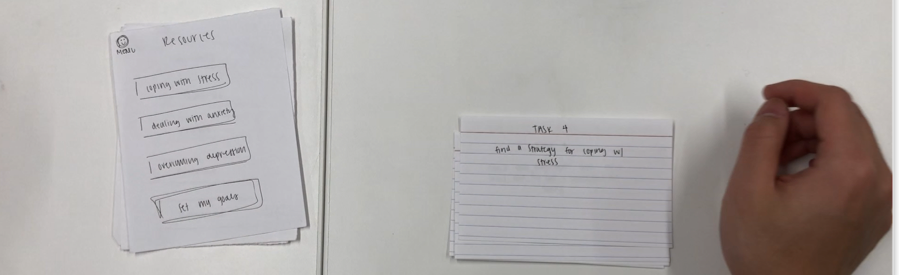 MENU
Resources
coping with stress
dealing with anxiety
overcoming depression
set my goals
TASK 4
find a strategy for coping w/
stress